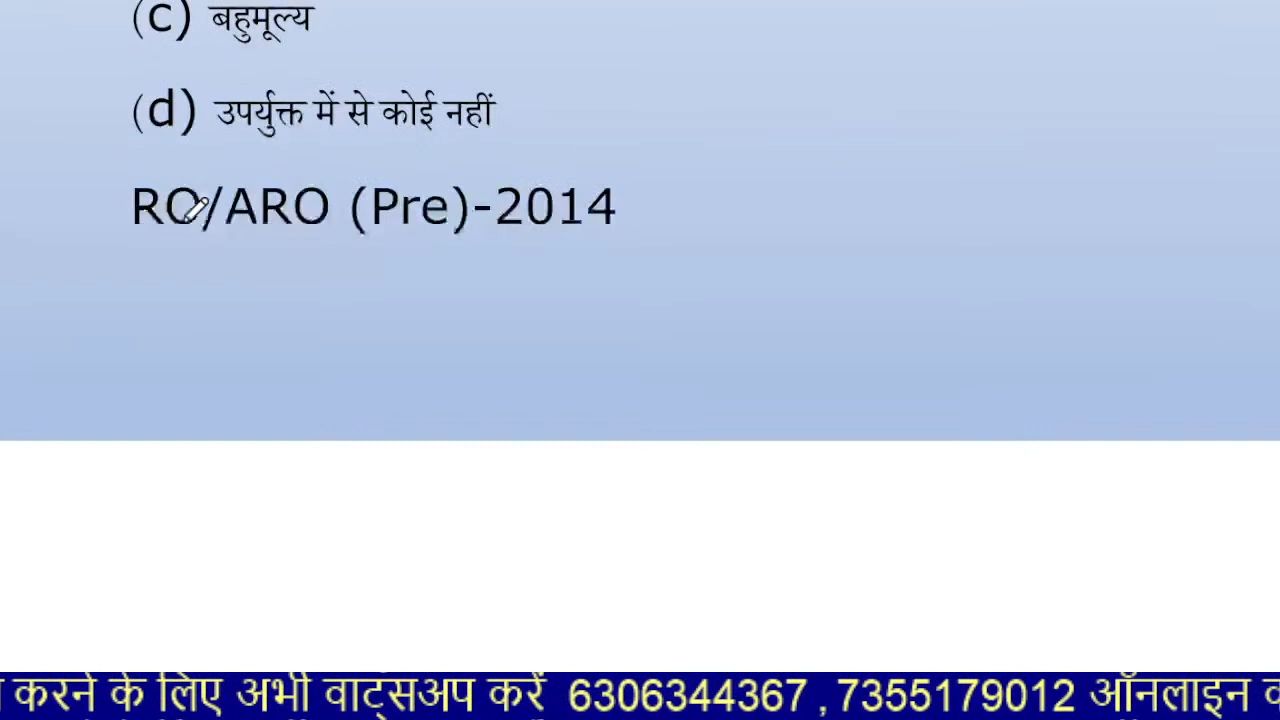 (c) बहुमूल्य
(d) उपर्युक्त में से कोई नहीं
RO/ARO (Pre)-2014
करने के लिए अभी वाट्सअप करें 6306344367 , 7355179012 ऑनलाइन